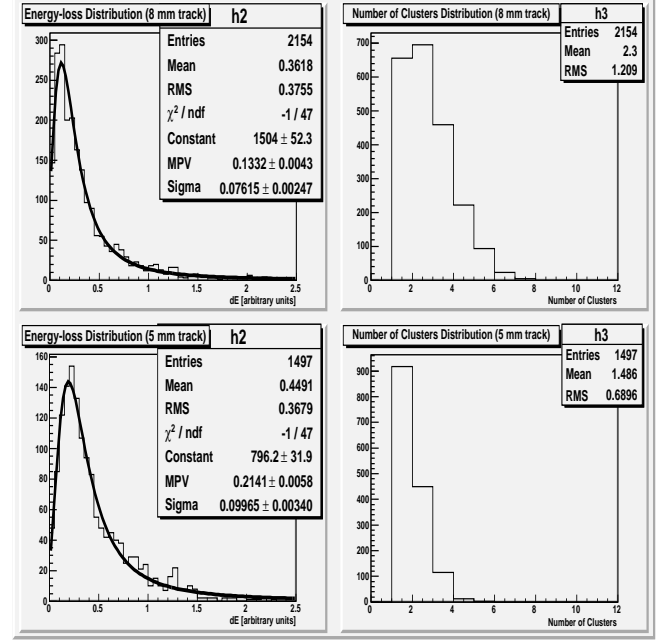 Energy-loss Distribution (8 mm track)
h2
Entries 2154
Mean 0.3618
RMS 0.3755
χ² / ndf -1 / 47
Constant 1504 ± 52.3
MPV 0.1332 ± 0.0043
Sigma 0.07615 ± 0.00247
300
250
200
150
100
50
0
0 0.5 1 1.5 2 2.5
dE [arbitrary units]
Number of Clusters Distribution (8 mm track)
h3
Entries 2154
Mean 2.3
RMS 1.209
700
600
500
400
300
200
100
0
0 2 4 6 8 10 12
Number of Clusters
Energy-loss Distribution (5 mm track)
h2
Entries 1497
Mean 0.4491
RMS 0.3679
χ² / ndf -1 / 47
Constant 796.2 ± 31.9
MPV 0.2141 ± 0.0058
Sigma 0.09965 ± 0.00340
160
140
120
100
80
60
40
20
0
0 0.5 1 1.5 2 2.5
dE [arbitrary units]
Number of Clusters Distribution (5 mm track)
h3
Entries 1497
Mean 1.486
RMS 0.6896
900
800
700
600
500
400
300
200
100
0
0 2 4 6 8 10 12
Number of Clusters